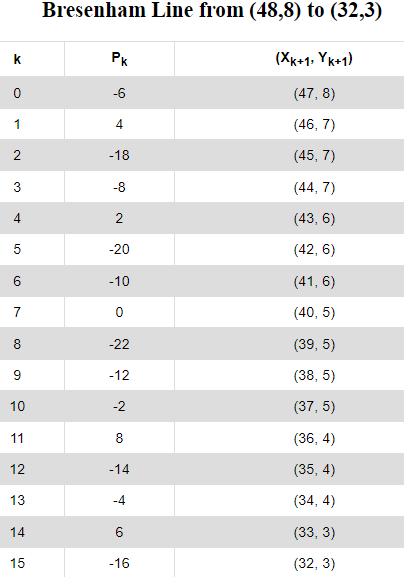 Bresenham Line from (48,8) to (32,3)
k Pk (Xk+1, Yk+1)
0 -6 (47, 8)
1 4 (46, 7)
2 -18 (45, 7)
3 -8 (44, 7)
4 2 (43, 6)
5 -20 (42, 6)
6 -10 (41, 6)
7 0 (40, 5)
8 -22 (39, 5)
9 -12 (38, 5)
10 -2 (37, 5)
11 8 (36, 4)
12 -14 (35, 4)
13 -4 (34, 4)
14 6 (33, 3)
15 -16 (32, 3)